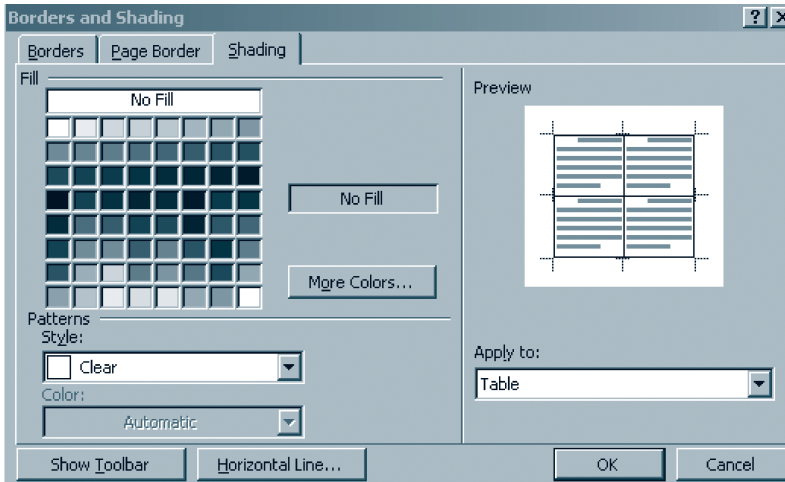 Borders and Shading
Borders Page Border Shading
Fill
No Fill
No Fill
More Colors...
Patterns
Style:
Clear
Color:
Automatic
Preview
Apply to:
Table
Show Toolbar Horizontal Line... OK Cancel